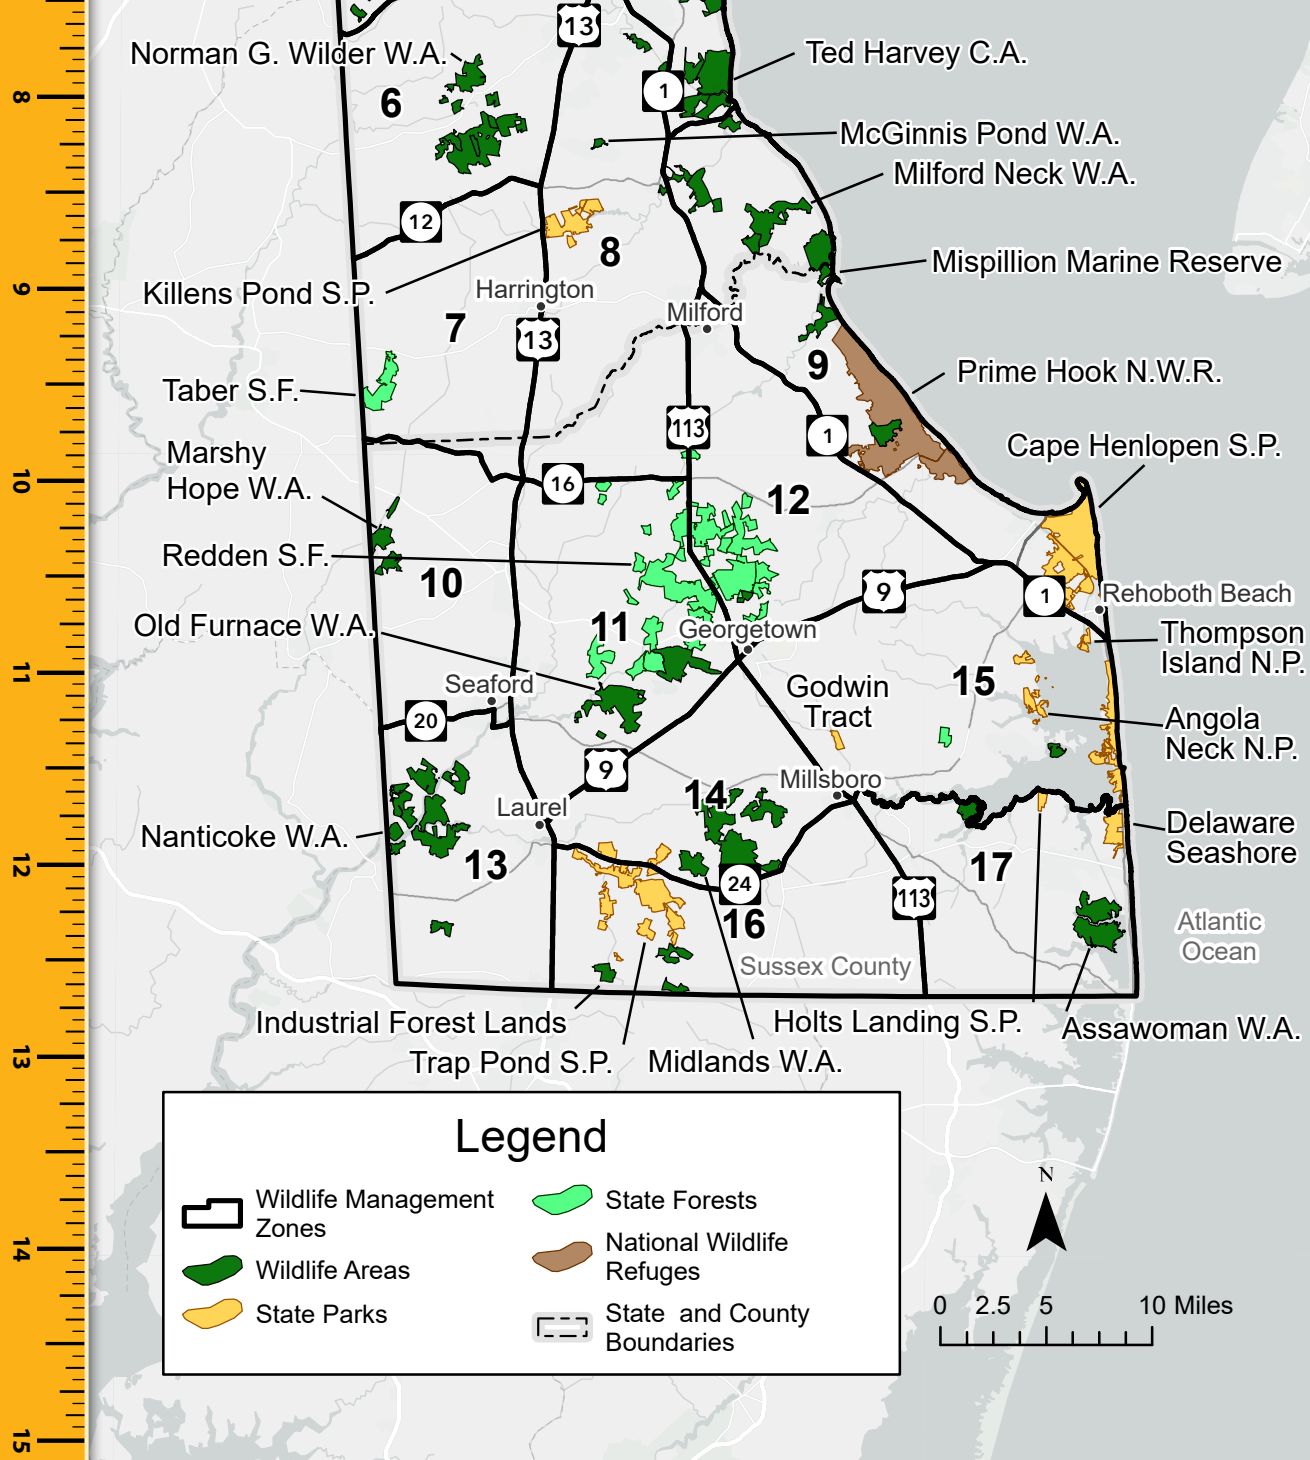 13
Norman G. Wilder W.A.
Ted Harvey C.A.
8
6
1
McGinnis Pond W.A.
Milford Neck W.A.
12
8
Mispillion Marine Reserve
9
Killens Pond S.P.
Harrington
Milford
7
13
9
Prime Hook N.W.R.
Taber S.F.
113
1
Cape Henlopen S.P.
Marshy
Hope W.A.
10
16
12
Redden S.F.
10
9
1
Rehoboth Beach
Old Furnace W.A.
11
Georgetown
Thompson
Island N.P.
11
Seaford
Godwin
Tract
15
20
Angola
Neck N.P.
9
Millsboro
14
Laurel
Nanticoke W.A.
Delaware
Seashore
12
13
24
17
113
16
Atlantic
Ocean
Sussex County
Industrial Forest Lands
Holts Landing S.P.
Assawoman W.A.
Trap Pond S.P.
Midlands W.A.
13
Legend
Wildlife Management
Zones
Wildlife Areas
State Parks
State Forests
National Wildlife
Refuges
State and County
Boundaries
N
14
0 2.5 5 10 Miles
15